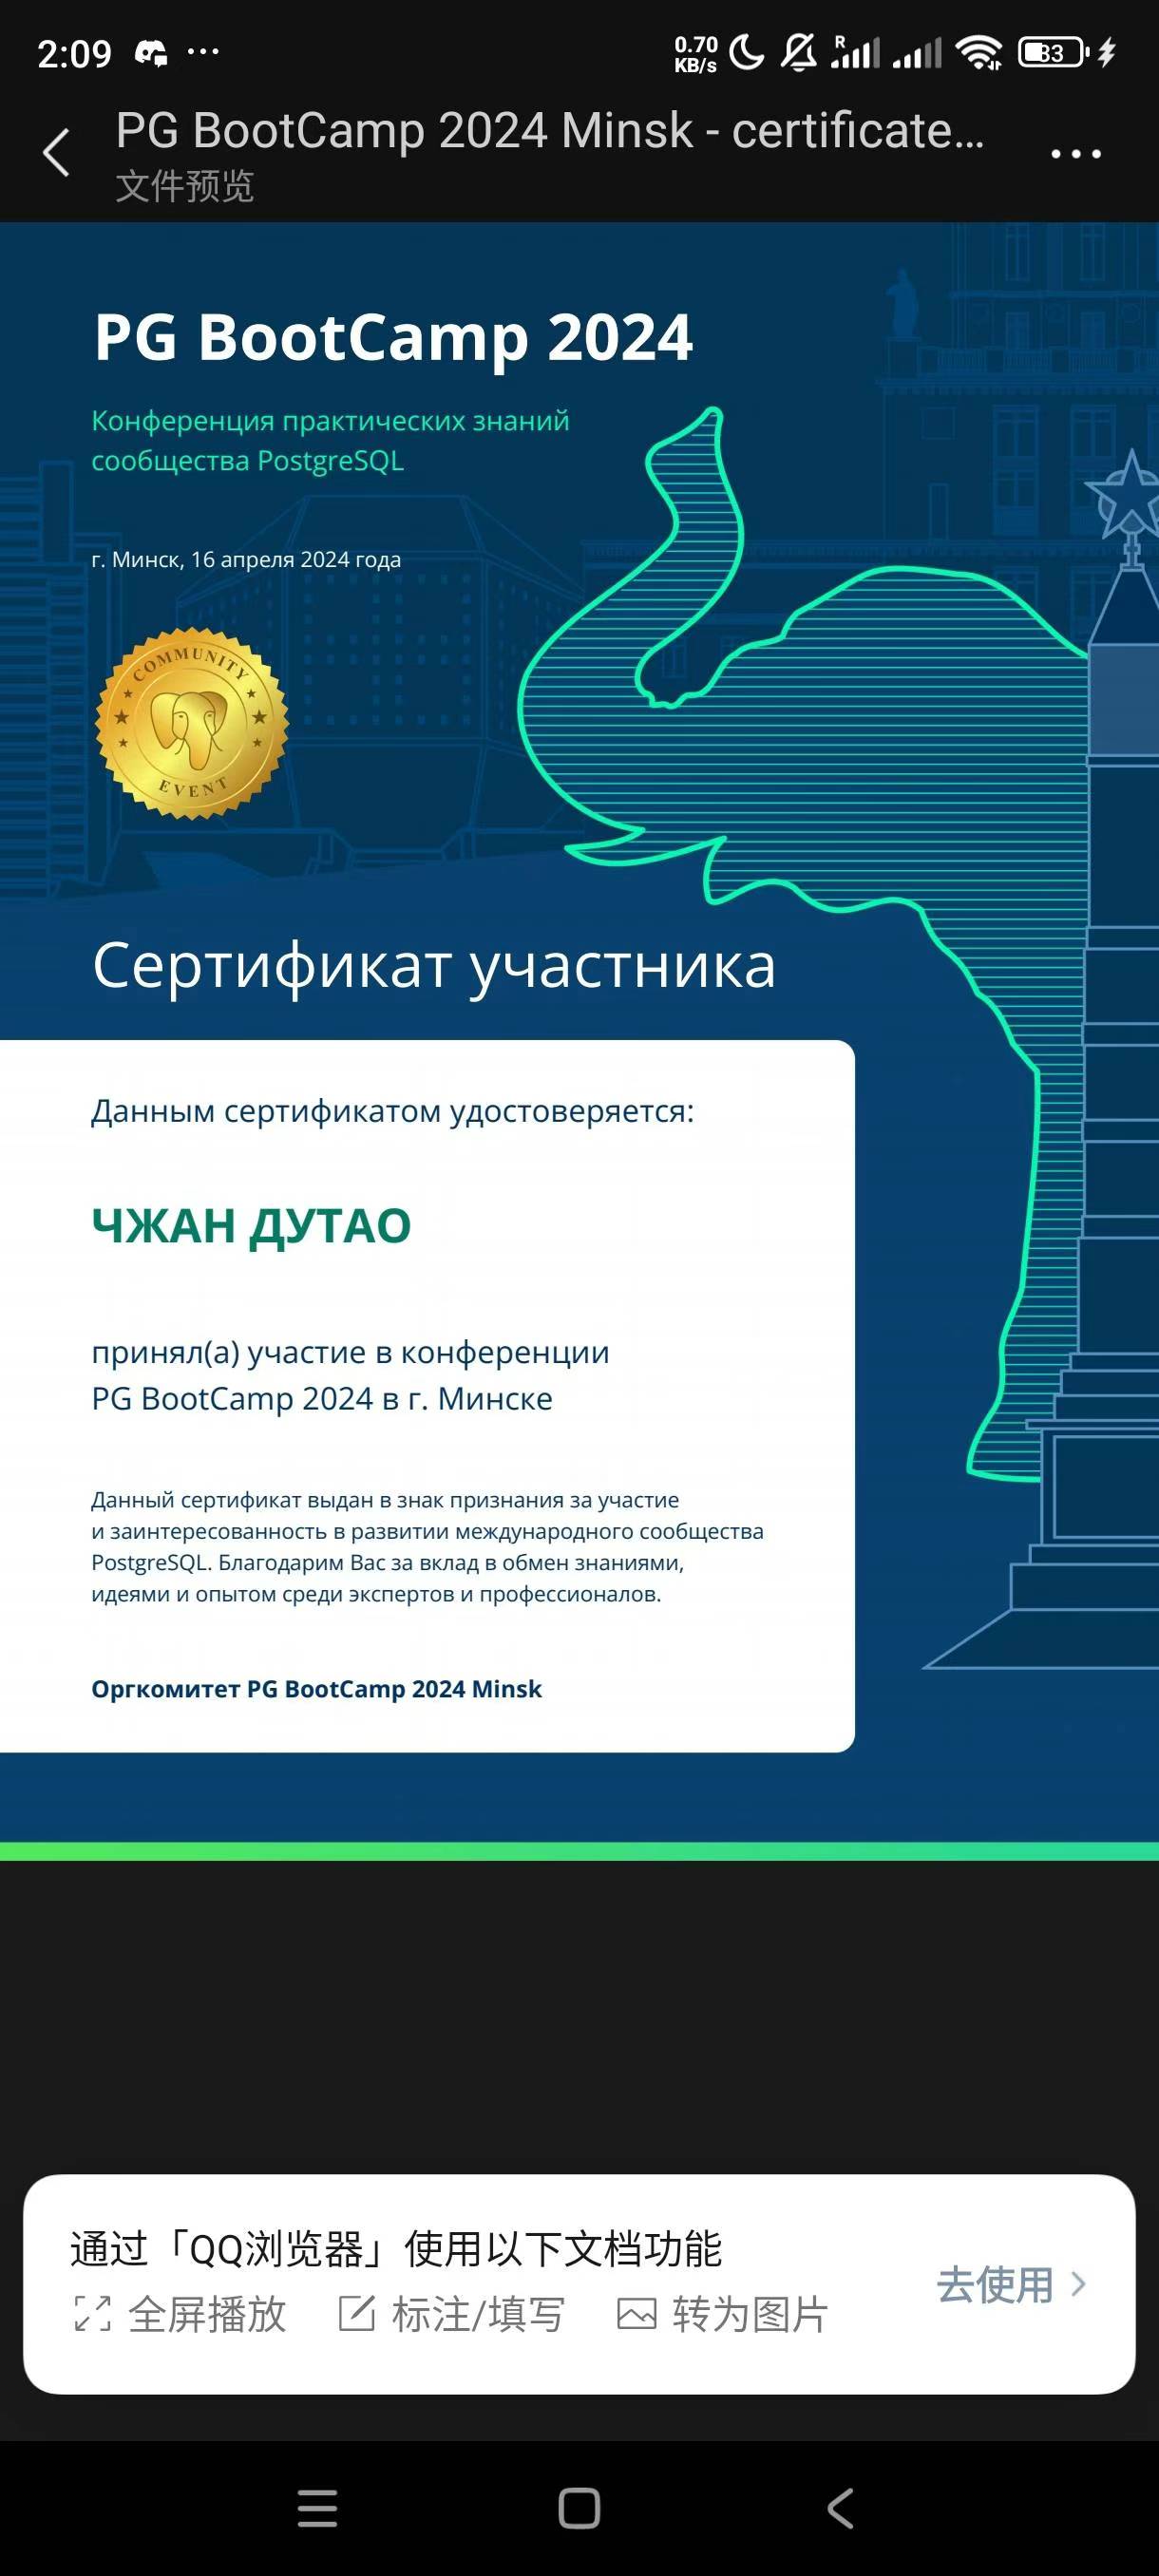 2:09
0.70
KB/s
R
83
PG BootCamp 2024 Minsk - certificate...
文件预览
PG BootCamp 2024
Конференция практических знаний
сообщества PostgreSQL
г. Минск, 16 апреля 2024 года
COMMUNITY
EVENT
Сертификат участника
Данным сертификатом удостоверяется:
ЧЖАН ДУТАО
принял(а) участие в конференции
PG BootCamp 2024 в г. Минске
Данный сертификат выдан в знак признания за участие
и заинтересованность в развитии международного сообщества
PostgreSQL. Благодарим Вас за вклад в обмен знаниями,
идеями и опытом среди экспертов и профессионалов.
Оргкомитет PG BootCamp 2024 Minsk
通过「QQ浏览器」使用以下文档功能
全屏播放 标注/填写 转为图片
去使用